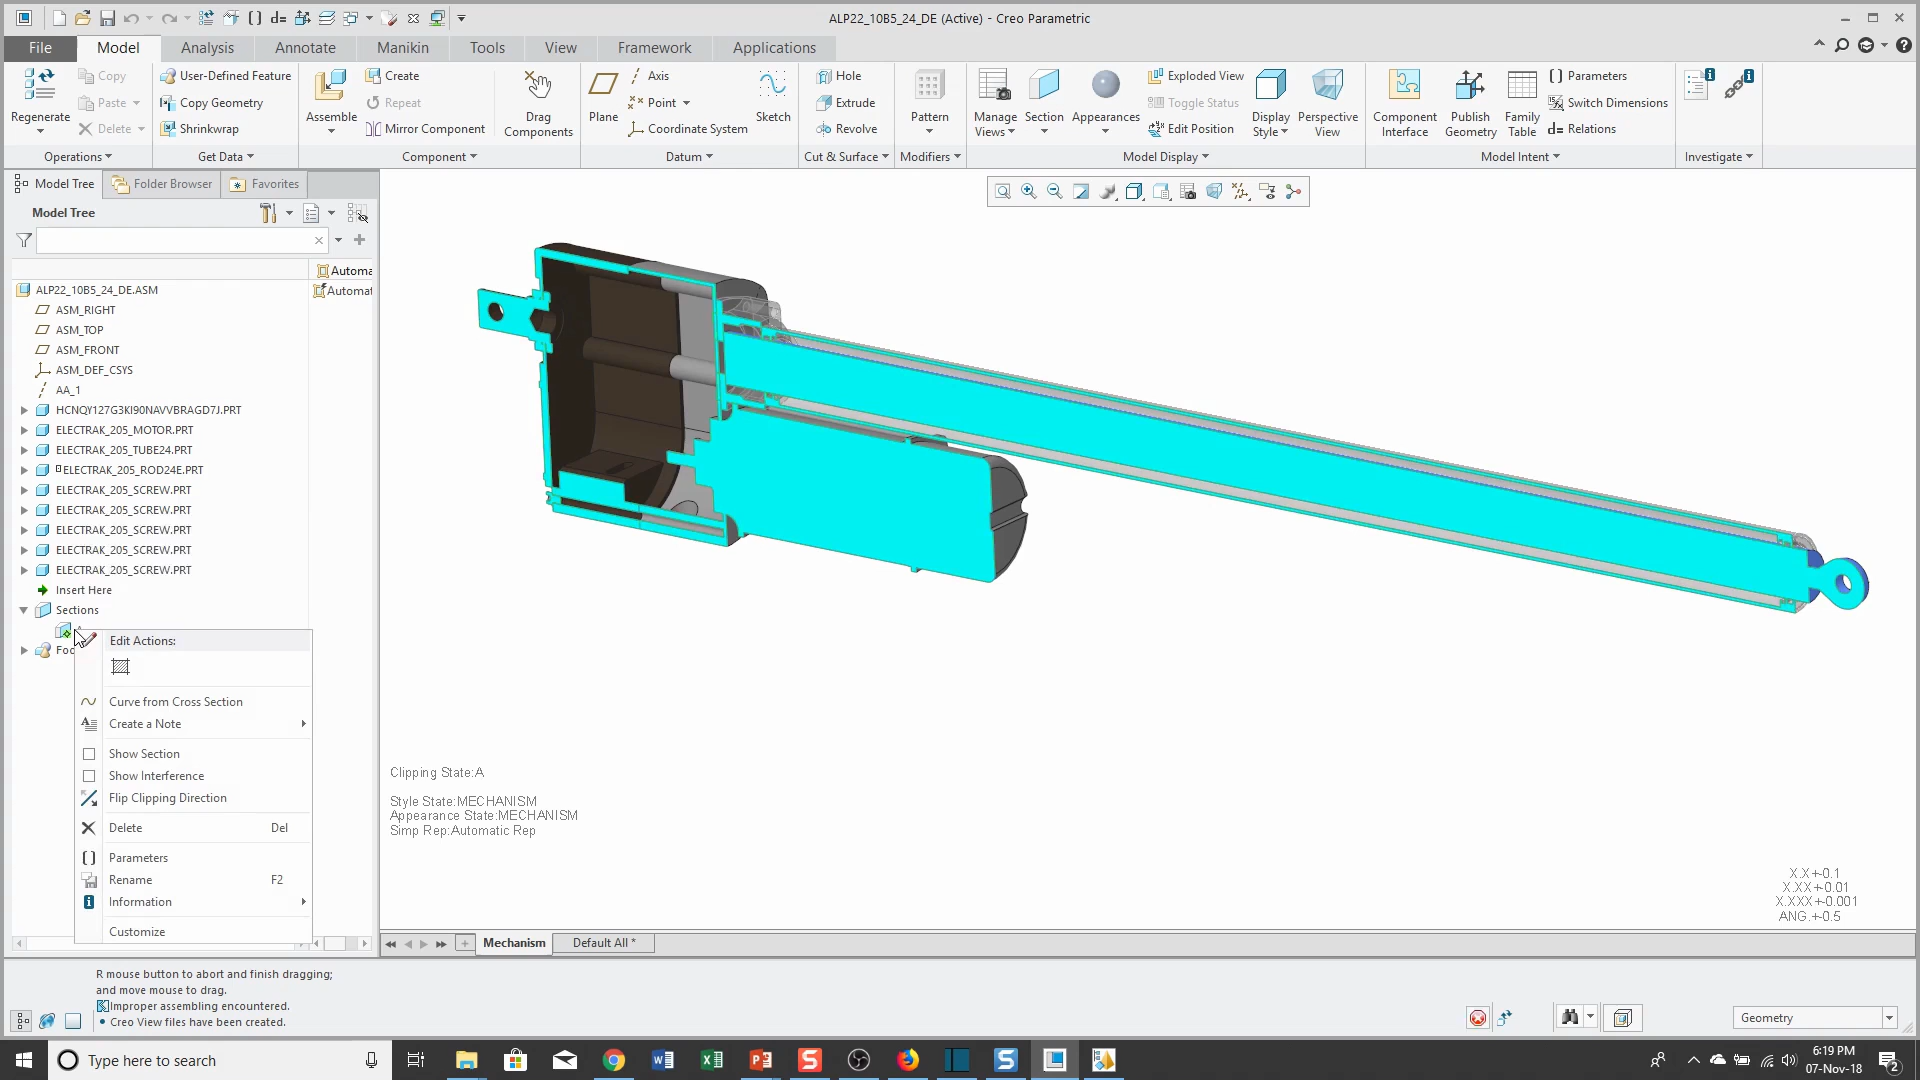 ALP22_10B5_24_DE (Active) - Creo Parametric
File Model Analysis Annotate Manikin Tools View Framework Applications
Regenerate
Copy
Paste
Delete
Operations
User-Defined Feature
Copy Geometry
Shrinkwrap
Get Data
Assemble
Create
Repeat
Mirror Component
Drag Components
Component
Plane
Axis
Point
Coordinate System
Sketch
Datum
Hole
Extrude
Revolve
Cut & Surface
Pattern
Modifiers
Manage Views
Section
Appearances
Exploded View
Toggle Status
Edit Position
Display Style
Perspective View
Model Display
Component Interface
Publish Geometry
Family Table
Parameters
Switch Dimensions
d= Relations
Model Intent
Investigate
Model Tree
Folder Browser
Favorites
Model Tree
Automa
ALP22_10B5_24_DE.ASM
Automat
ASM_RIGHT
ASM_TOP
ASM_FRONT
ASM_DEF_CSYS
AA_1
HCNQY127G3KI90NAVVBRAGD7J.PRT
ELECTRAK_205_MOTOR.PRT
ELECTRAK_205_TUBE24.PRT
ELECTRAK_205_ROD24E.PRT
ELECTRAK_205_SCREW.PRT
ELECTRAK_205_SCREW.PRT
ELECTRAK_205_SCREW.PRT
ELECTRAK_205_SCREW.PRT
ELECTRAK_205_SCREW.PRT
Insert Here
Sections
Edit Actions:
Curve from Cross Section
Create a Note
Show Section
Show Interference
Flip Clipping Direction
Delete Del
Parameters
Rename F2
Information
Customize
Clipping State:A
Style State:MECHANISM
Appearance State:MECHANISM
Simp Rep:Automatic Rep
X.X+-0.1
X.XX+-0.01
X.XXX+-0.001
ANG.+-0.5
Mechanism
Default All *
R mouse button to abort and finish dragging;
and move mouse to drag.
Improper assembling encountered.
• Creo View files have been created.
Geometry
Type here to search
6:19 PM
07-Nov-18
2